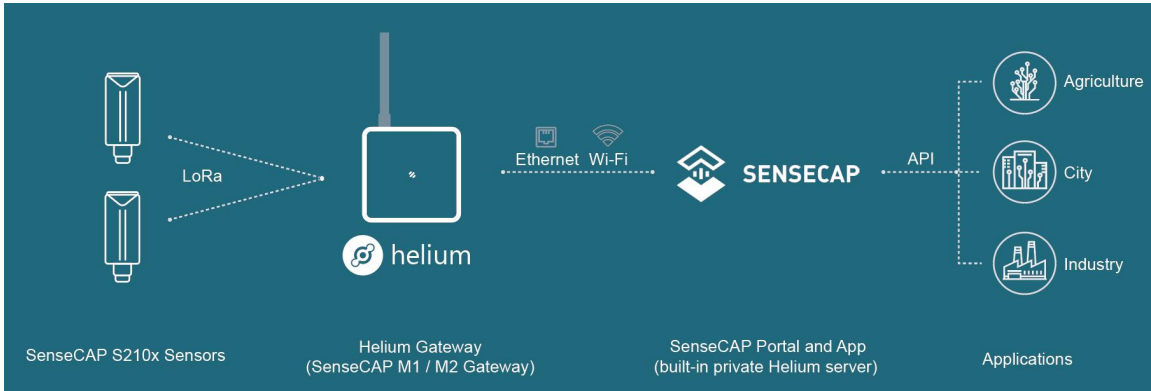 LoRa
helium
Ethernet Wi-Fi
SENSECAP
API
Agriculture
City
Industry
SenseCAP S210x Sensors
Helium Gateway
(SenseCAP M1 / M2 Gateway)
SenseCAP Portal and App
(built-in private Helium server)
Applications